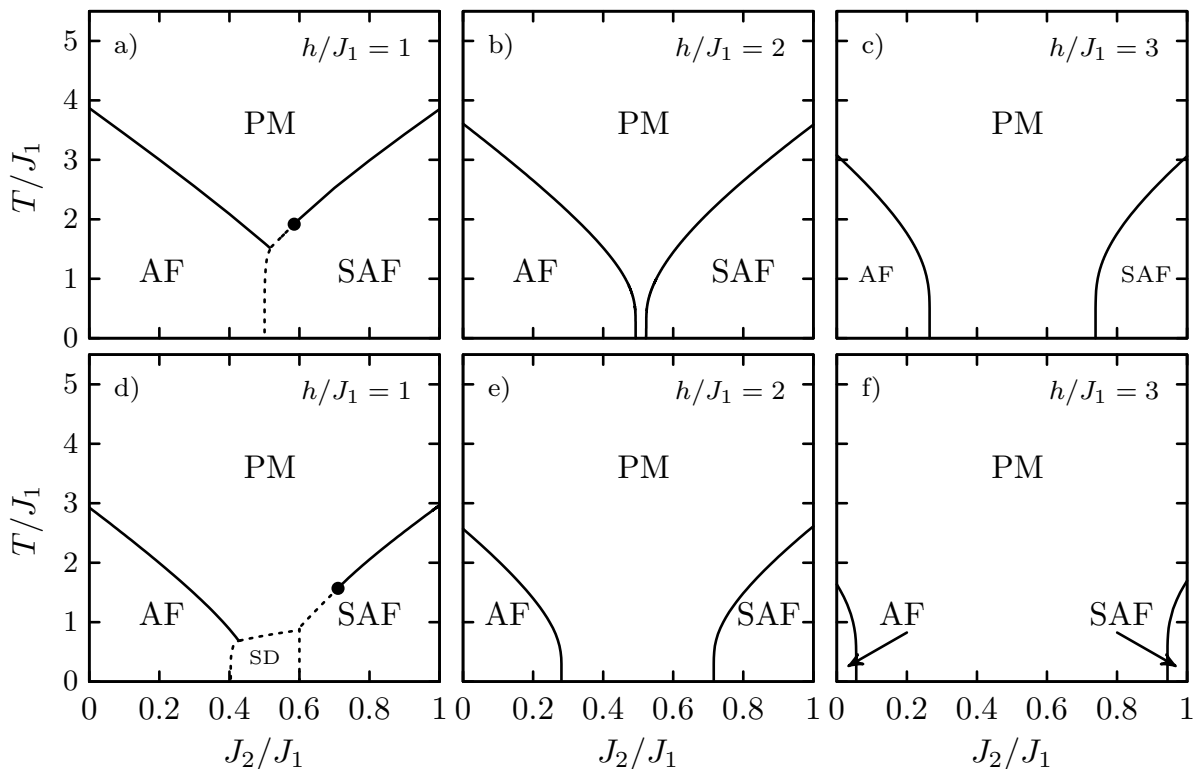 a) h/J₁ = 1
PM
AF SAF
b) h/J₁ = 2
PM
AF SAF
c) h/J₁ = 3
PM
AF SAF
T/J₁
5
4
3
2
1
0
d) h/J₁ = 1
PM
AF SAF
SD
e) h/J₁ = 2
PM
AF SAF
f) h/J₁ = 3
PM
AF SAF
T/J₁
5
4
3
2
1
0
0 0.2 0.4 0.6 0.8 1 0 0.2 0.4 0.6 0.8 1 0 0.2 0.4 0.6 0.8 1
J₂/J₁ J₂/J₁ J₂/J₁